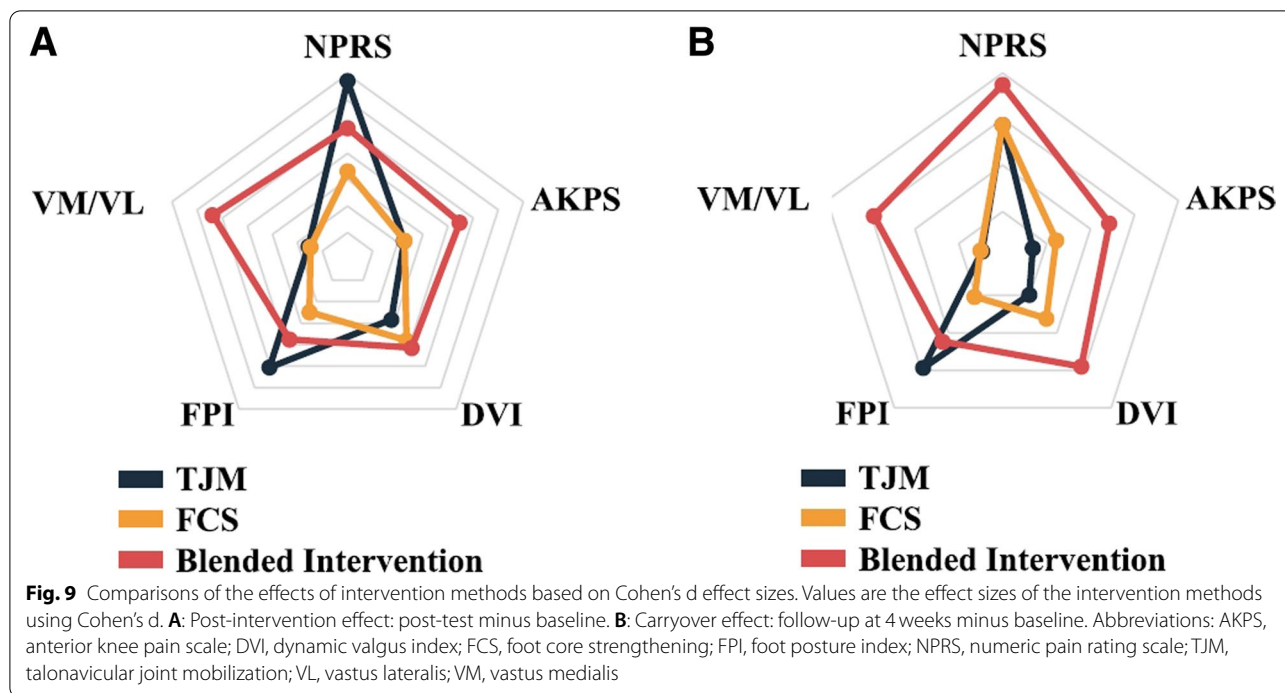 A
NPRS
AKPS
VM/VL
FPI
DVI
TJM
FCS
Blended Intervention
B
NPRS
AKPS
VM/VL
FPI
DVI
TJM
FCS
Blended Intervention
Fig. 9 Comparisons of the effects of intervention methods based on Cohen's d effect sizes. Values are the effect sizes of the intervention methods
using Cohen's d. A: Post-intervention effect: post-test minus baseline. B: Carryover effect: follow-up at 4 weeks minus baseline. Abbreviations: AKPS,
anterior knee pain scale; DVI, dynamic valgus index; FCS, foot core strengthening; FPI, foot posture index; NPRS, numeric pain rating scale; TJM,
talonavicular joint mobilization; VL, vastus lateralis; VM, vastus medialis